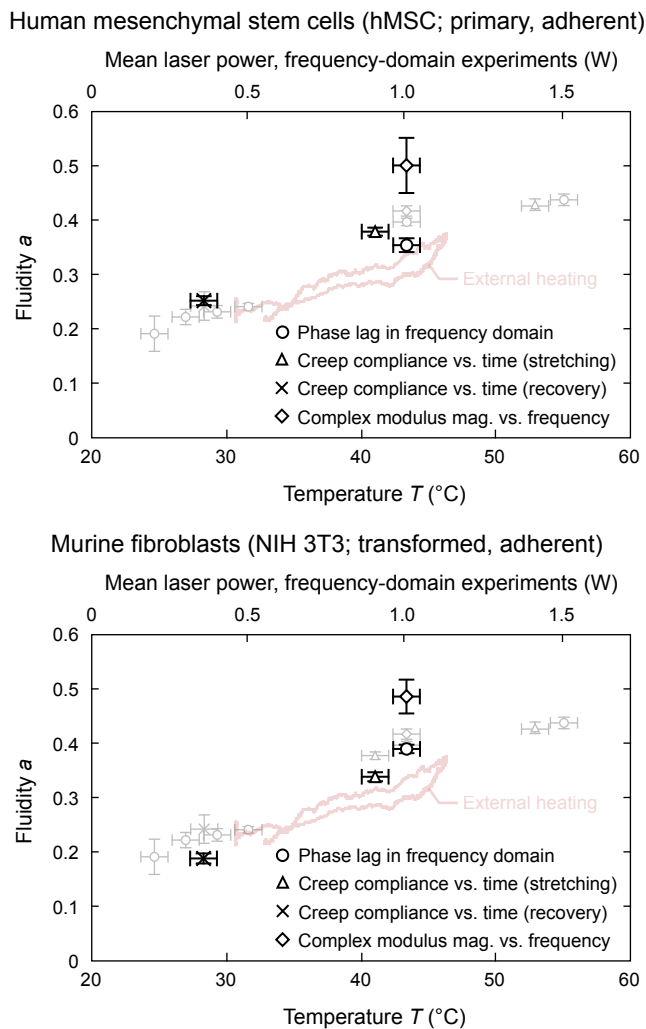 Human mesenchymal stem cells (hMSC; primary, adherent)
Mean laser power, frequency-domain experiments (W)
0 0.5 1.0 1.5
0.6
0.5
0.4
0.3
0.2
0.1
0
Fluidity a
External heating
Phase lag in frequency domain
Creep compliance vs. time (stretching)
Creep compliance vs. time (recovery)
Complex modulus mag. vs. frequency
20 30 40 50 60
Temperature T (°C)
Murine fibroblasts (NIH 3T3; transformed, adherent)
Mean laser power, frequency-domain experiments (W)
0 0.5 1.0 1.5
0.6
0.5
0.4
0.3
0.2
0.1
0
Fluidity a
External heating
Phase lag in frequency domain
Creep compliance vs. time (stretching)
Creep compliance vs. time (recovery)
Complex modulus mag. vs. frequency
20 30 40 50 60
Temperature T (°C)